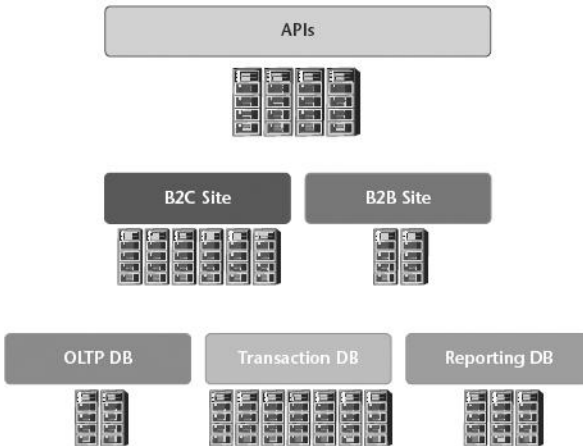 APIs
B2C Site
B2B Site
OLTP DB
Transaction DB
Reporting DB